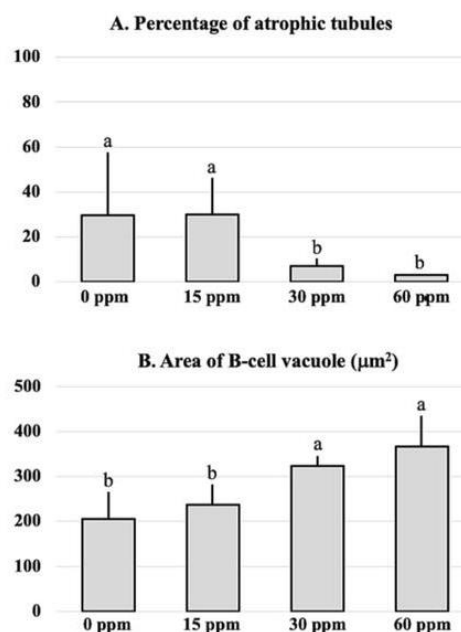 A. Percentage of atrophic tubules
100
80
60
40
20
0
a
a
b
b
0 ppm 15 ppm 30 ppm 60 ppm
B. Area of B-cell vacuole (μm²)
500
400
300
200
100
0
b
b
a
a
0 ppm 15 ppm 30 ppm 60 ppm